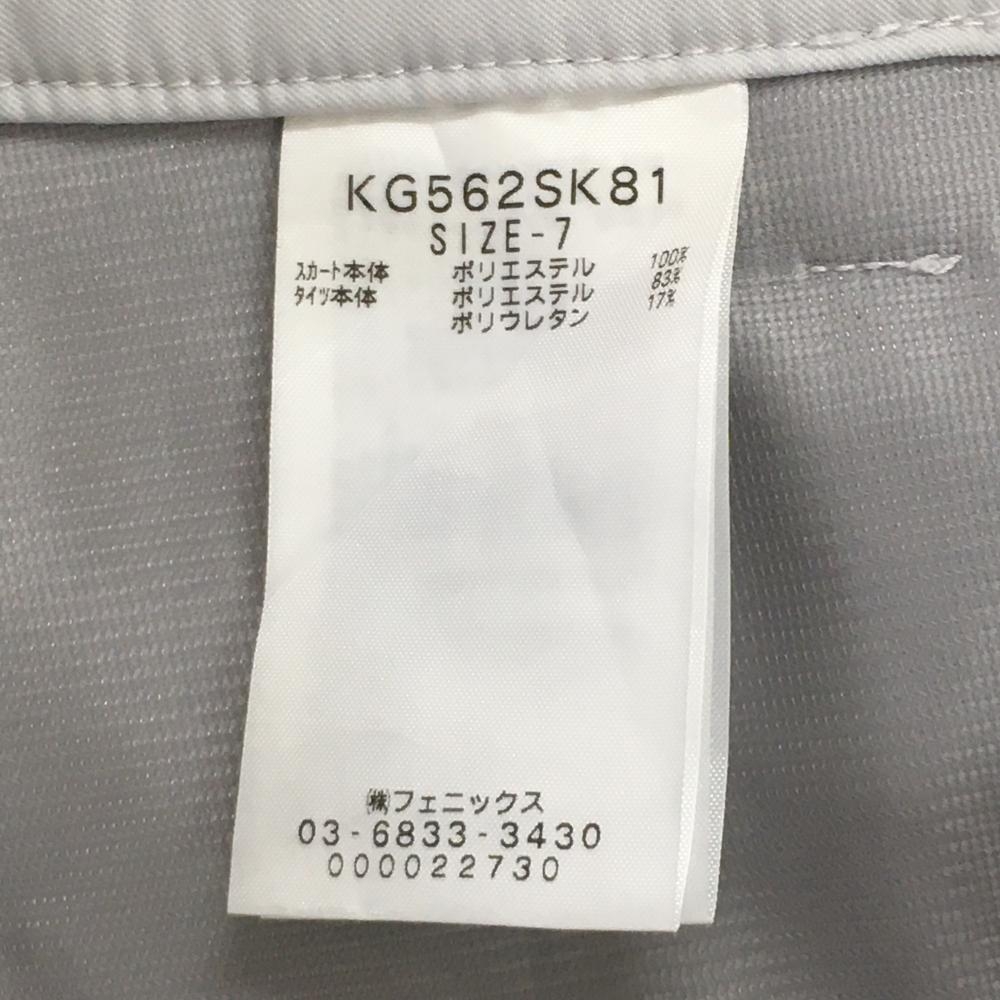 KG562SK81
SIZE-7
スカート本体 ポリエステル 100%
タイツ本体 ポリエステル 83%
ポリウレタン 17%
㈱フェニックス
03-6833-3430
000022730